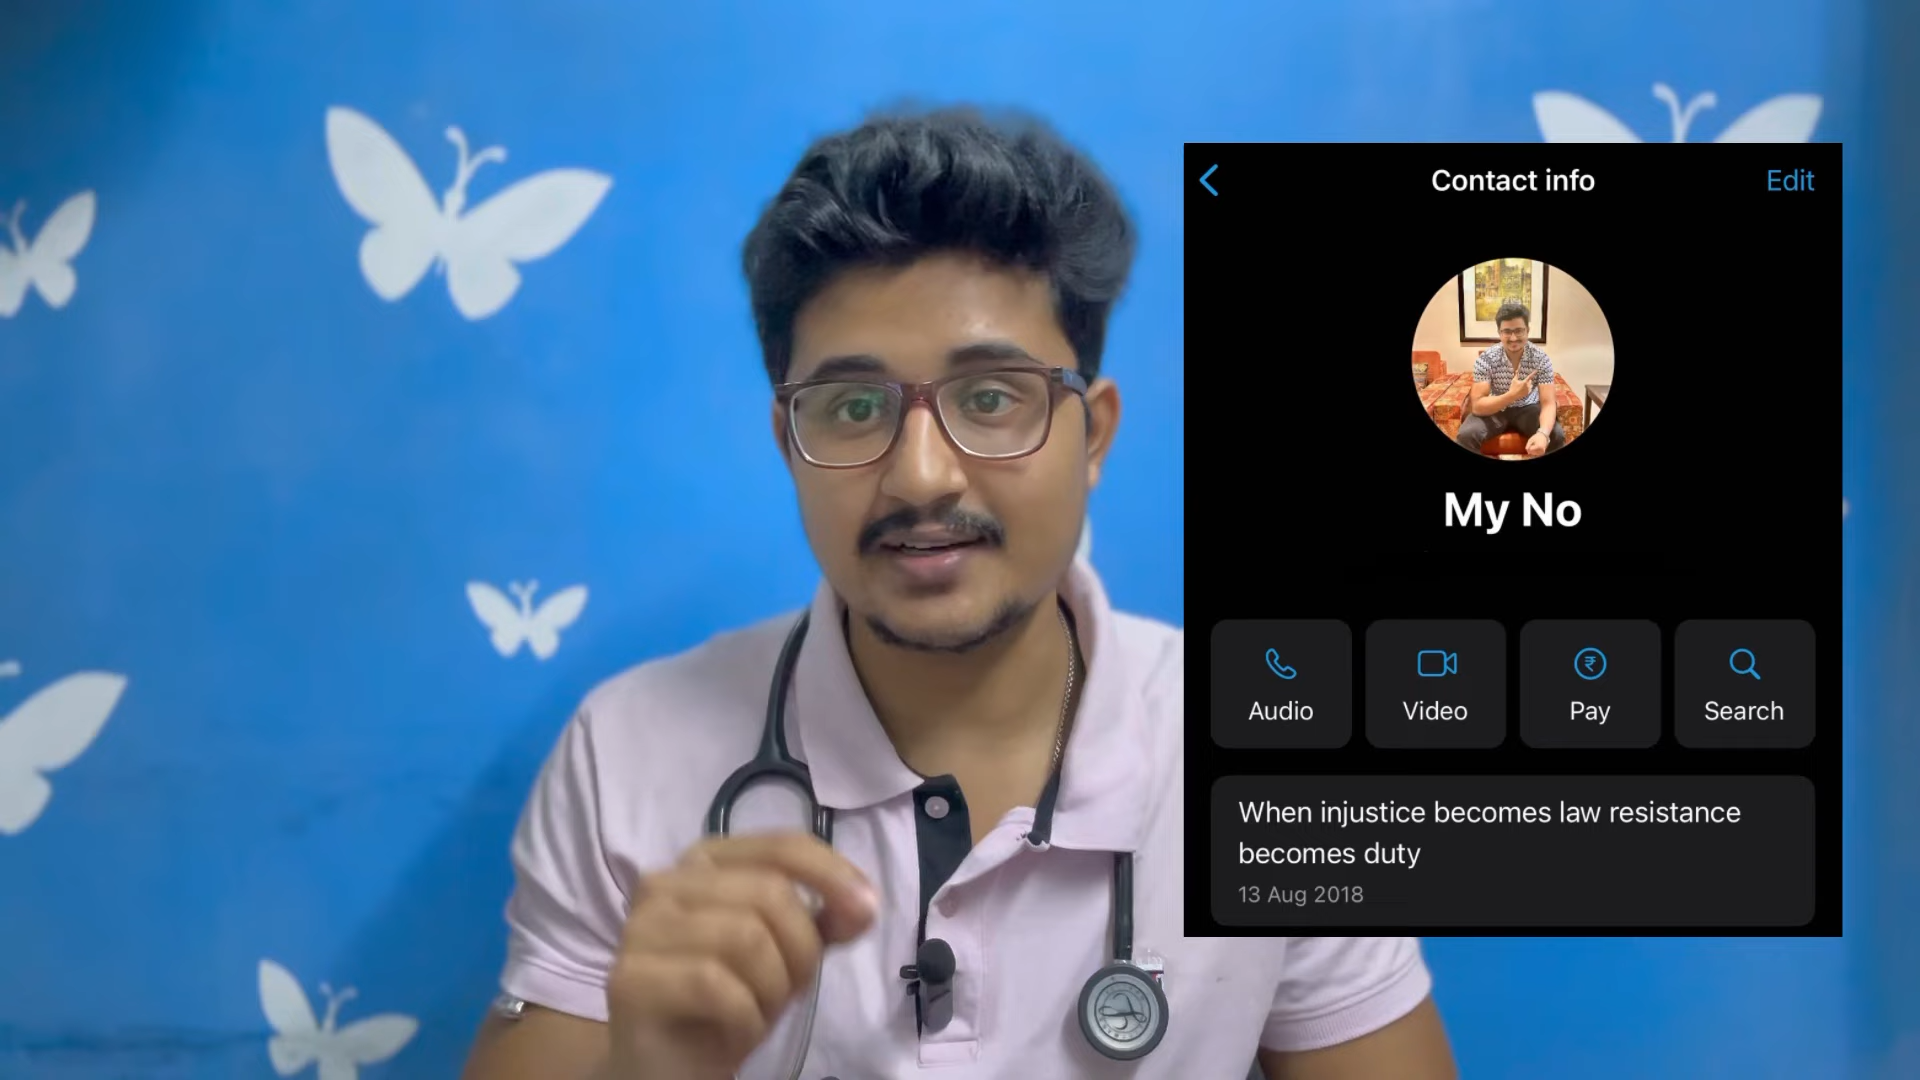 Contact info
Edit
My No
Audio
Video
Pay
Search
When injustice becomes law resistance
becomes duty
13 Aug 2018